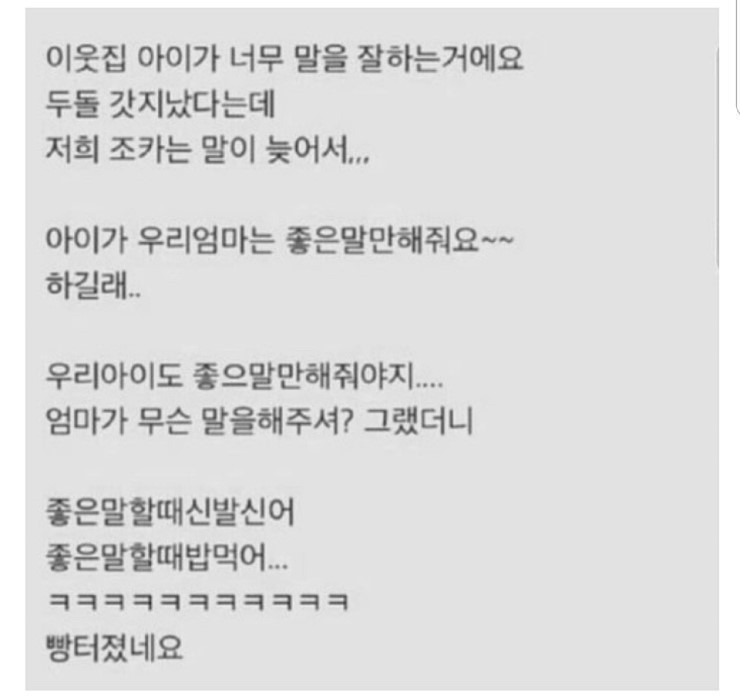 이웃집 아이가 너무 말을 잘하는거에요
두돌 갓지났다는데
저희 조카는 말이 늦어서,,,
아이가 우리엄마는 좋은말만해줘요~~
하길래..
우리아이도 좋으말만해줘야지....
엄마가 무슨 말을해주셔? 그랬더니
좋은말할때신발신어
좋은말할때밥먹어...
ㅋㅋㅋㅋㅋㅋㅋㅋㅋㅋㅋ
빵터졌네요